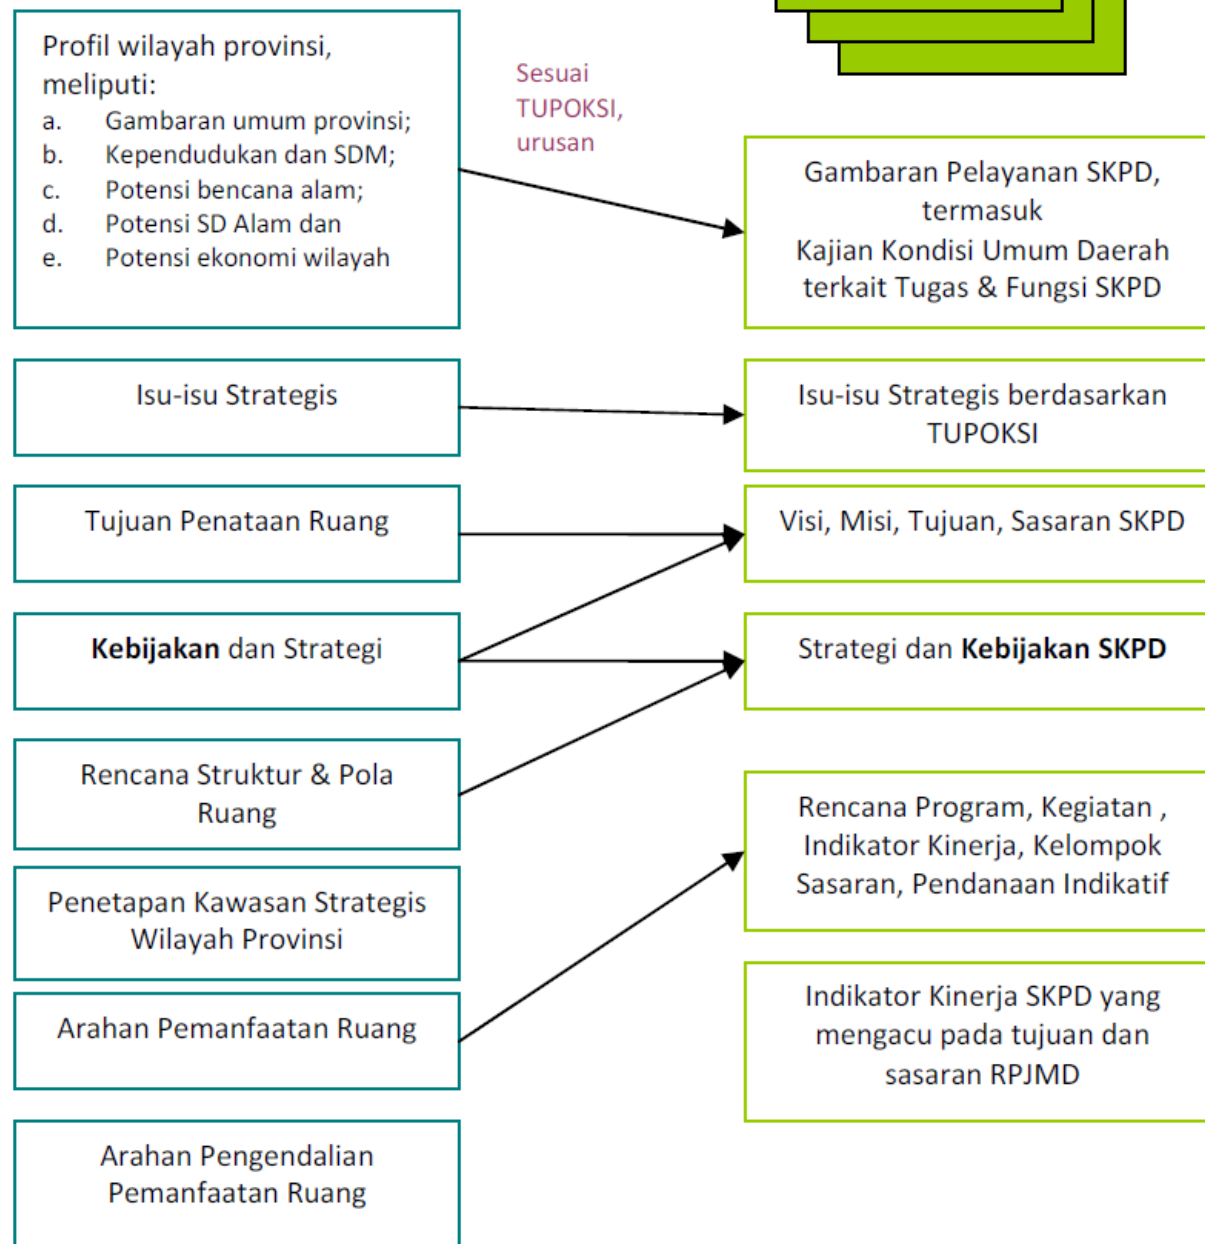 Profil wilayah provinsi,
meliputi:
a. Gambaran umum provinsi;
b. Kependudukan dan SDM;
c. Potensi bencana alam;
d. Potensi SD Alam dan
e. Potensi ekonomi wilayah
Sesuai
TUPOKSI,
urusan
Gambaran Pelayanan SKPD,
termasuk
Kajian Kondisi Umum Daerah
terkait Tugas & Fungsi SKPD
Isu-isu Strategis
Isu-isu Strategis berdasarkan
TUPOKSI
Tujuan Penataan Ruang
Visi, Misi, Tujuan, Sasaran SKPD
Kebijakan dan Strategi
Strategi dan Kebijakan SKPD
Rencana Struktur & Pola
Ruang
Rencana Program, Kegiatan ,
Indikator Kinerja, Kelompok
Sasaran, Pendanaan Indikatif
Penetapan Kawasan Strategis
Wilayah Provinsi
Arahan Pemanfaatan Ruang
Indikator Kinerja SKPD yang
mengacu pada tujuan dan
sasaran RPJMD
Arahan Pengendalian
Pemanfaatan Ruang